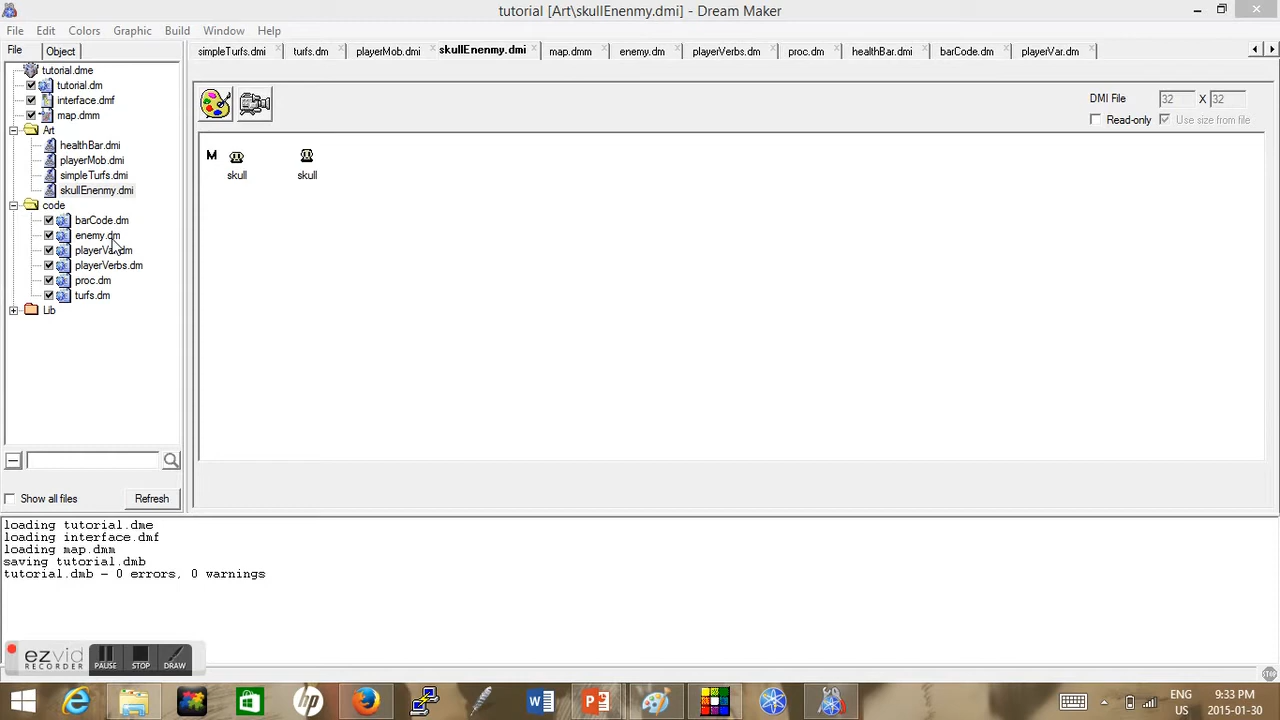 tutorial [Art\skullEnenmy.dmi] - Dream Maker
File Edit Colors Graphic Build Window Help
File Object
simpleTurfs.dmi turfs.dm playerMob.dmi skullEnenmy.dmi map.dmm enemy.dm playerVerbs.dm proc.dm healthBar.dmi barCode.dm playerVar.dm
tutorial.dme
tutorial.dm
interface.dmf
map.dmm
Art
healthBar.dmi
playerMob.dmi
simpleTurfs.dmi
skullEnenmy.dmi
code
barCode.dm
enemy.dm
playerVar.dm
playerVerbs.dm
proc.dm
turfs.dm
Lib
DMI File 32 X 32
Read-only Use size from file
M
skull skull
Show all files Refresh
loading tutorial.dme
loading interface.dmf
loading map.dmm
saving tutorial.dmb
tutorial.dmb - 0 errors, 0 warnings
ezvid
RECORDER
PAUSE STOP DRAW
ENG
US
9:33 PM
2015-01-30